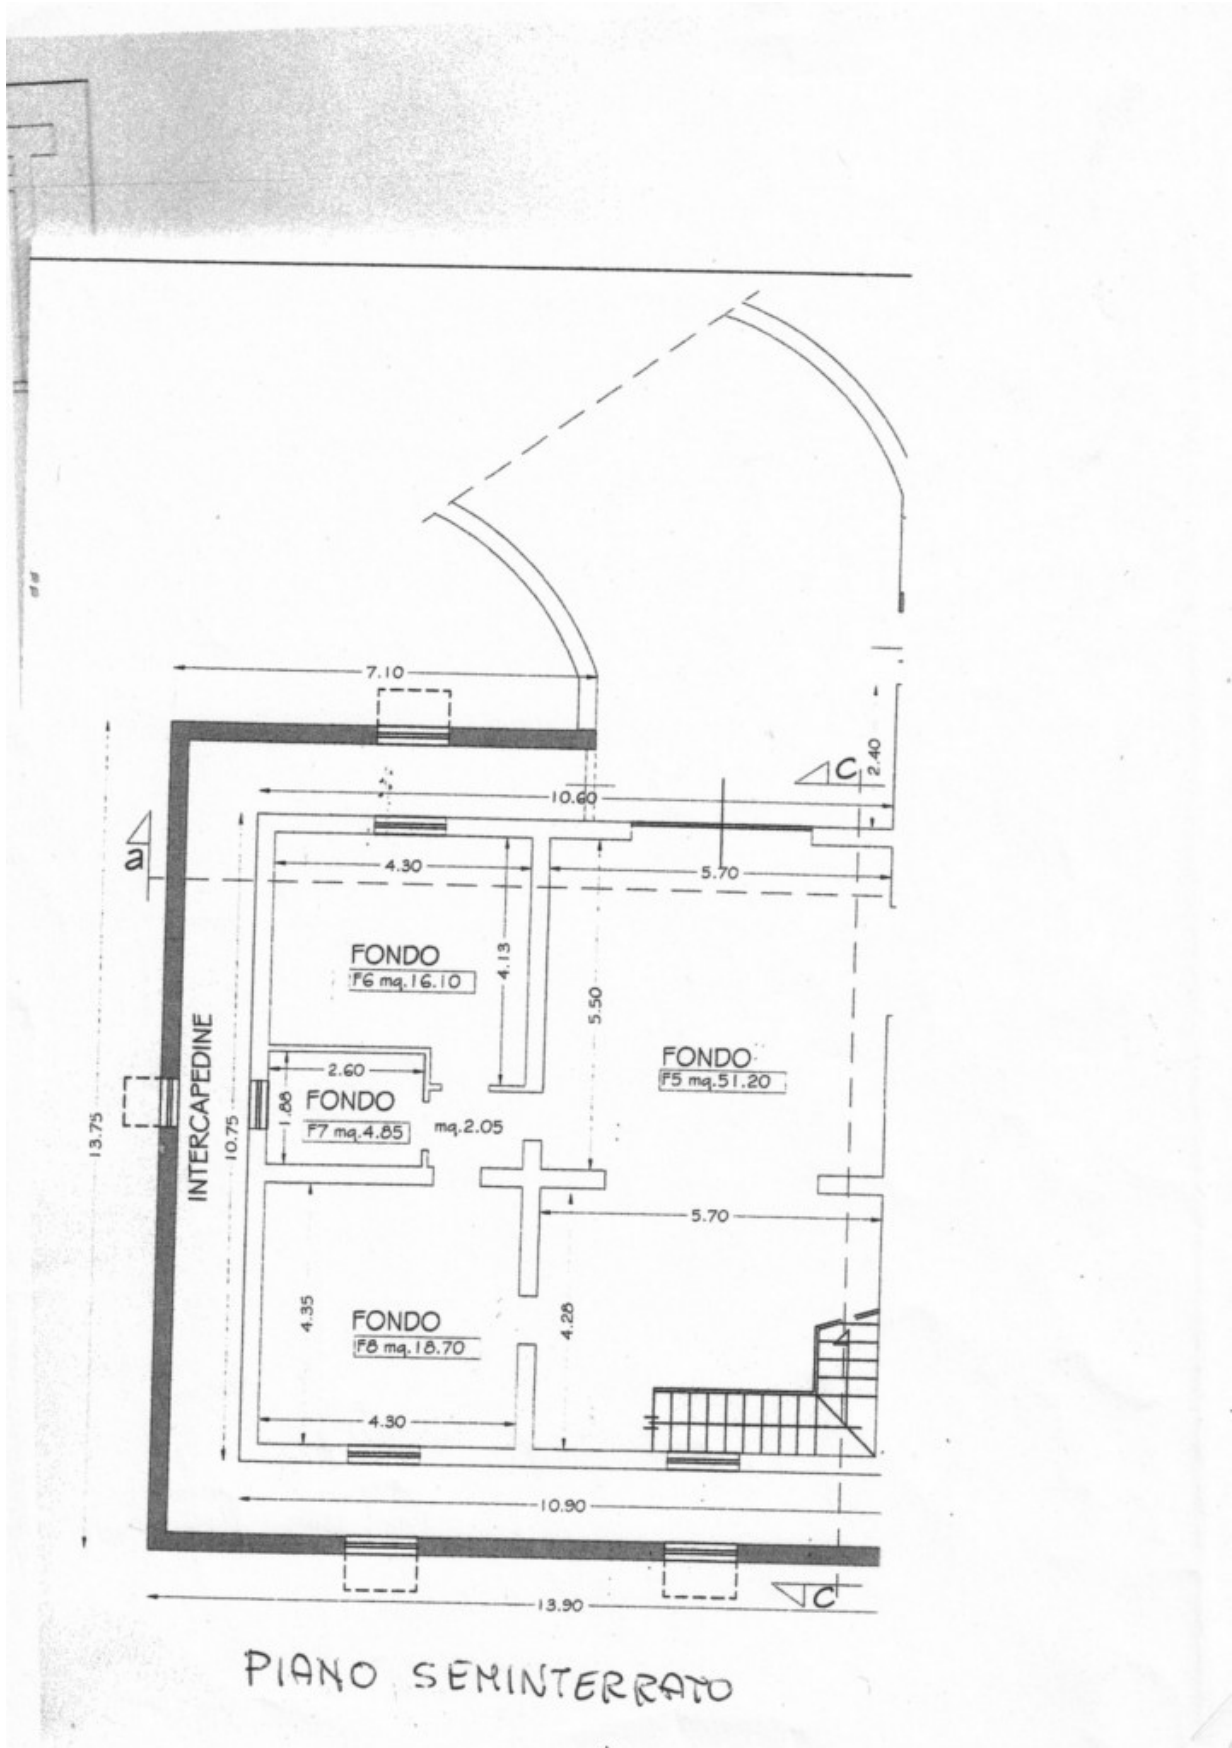 7.10
2.40
C
10.60
a
4.30
5.70
FONDO
F6 mq.16.10
4.13
5.50
INTERCAPEDINE
13.75
10.75
2.60
1.88
FONDO
F7 mq.4.85
mq.2.05
FONDO
F5 mq.51.20
5.70
4.35
FONDO
F8 mq.18.70
4.28
4.30
10.90
13.90
C
PIANO SEMINTERRATO